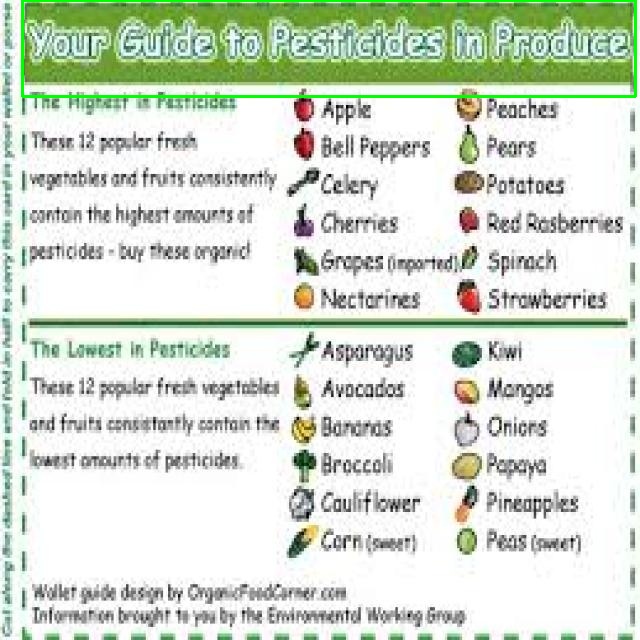 Your Guide to Pesticides in Produce
The Highest in Pesticides
These 12 popular fresh
vegetables and fruits consistently
contain the highest amounts of
pesticides - buy these organic!
Apple
Bell Peppers
Celery
Cherries
Grapes (imported)
Nectarines
Peaches
Pears
Potatoes
Red Rasberries
Spinach
Strawberries
The Lowest in Pesticides
These 12 popular fresh vegetables
and fruits consistantly contain the
lowest amounts of pesticides.
Asparagus
Avocados
Bananas
Broccoli
Cauliflower
Corn (sweet)
Kiwi
Mangos
Onions
Papaya
Pineapples
Peas (sweet)
Wallet guide design by OrganicFoodCorner.com
Information brought to you by the Environmental Working Group
Cut along the dashed line and fold in half to carry this card in your wallet or purse